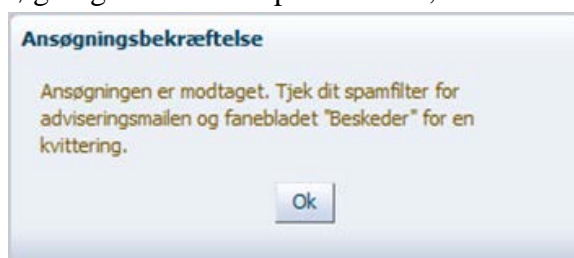 Ansøgningsbekræftelse
Ansøgningen er modtaget. Tjek dit spamfilter for
adviseringsmailen og fanebladet "Beskeder" for en
kvittering.
Ok